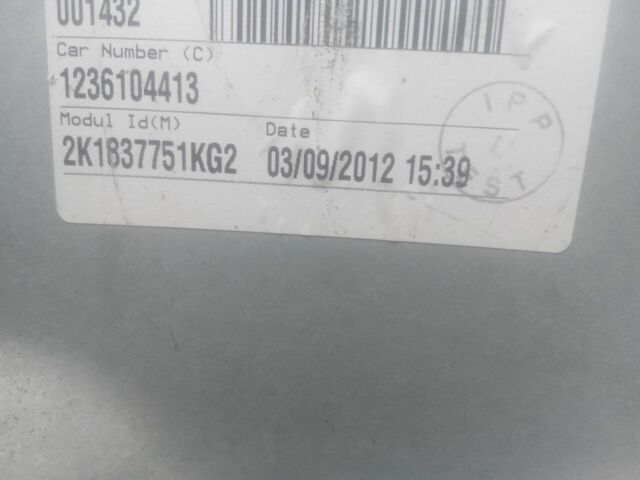 001432
Car Number (C)
1236104413
Modul Id(M) Date
2K1837751KG2 03/09/2012 15:39
IPP
TEST